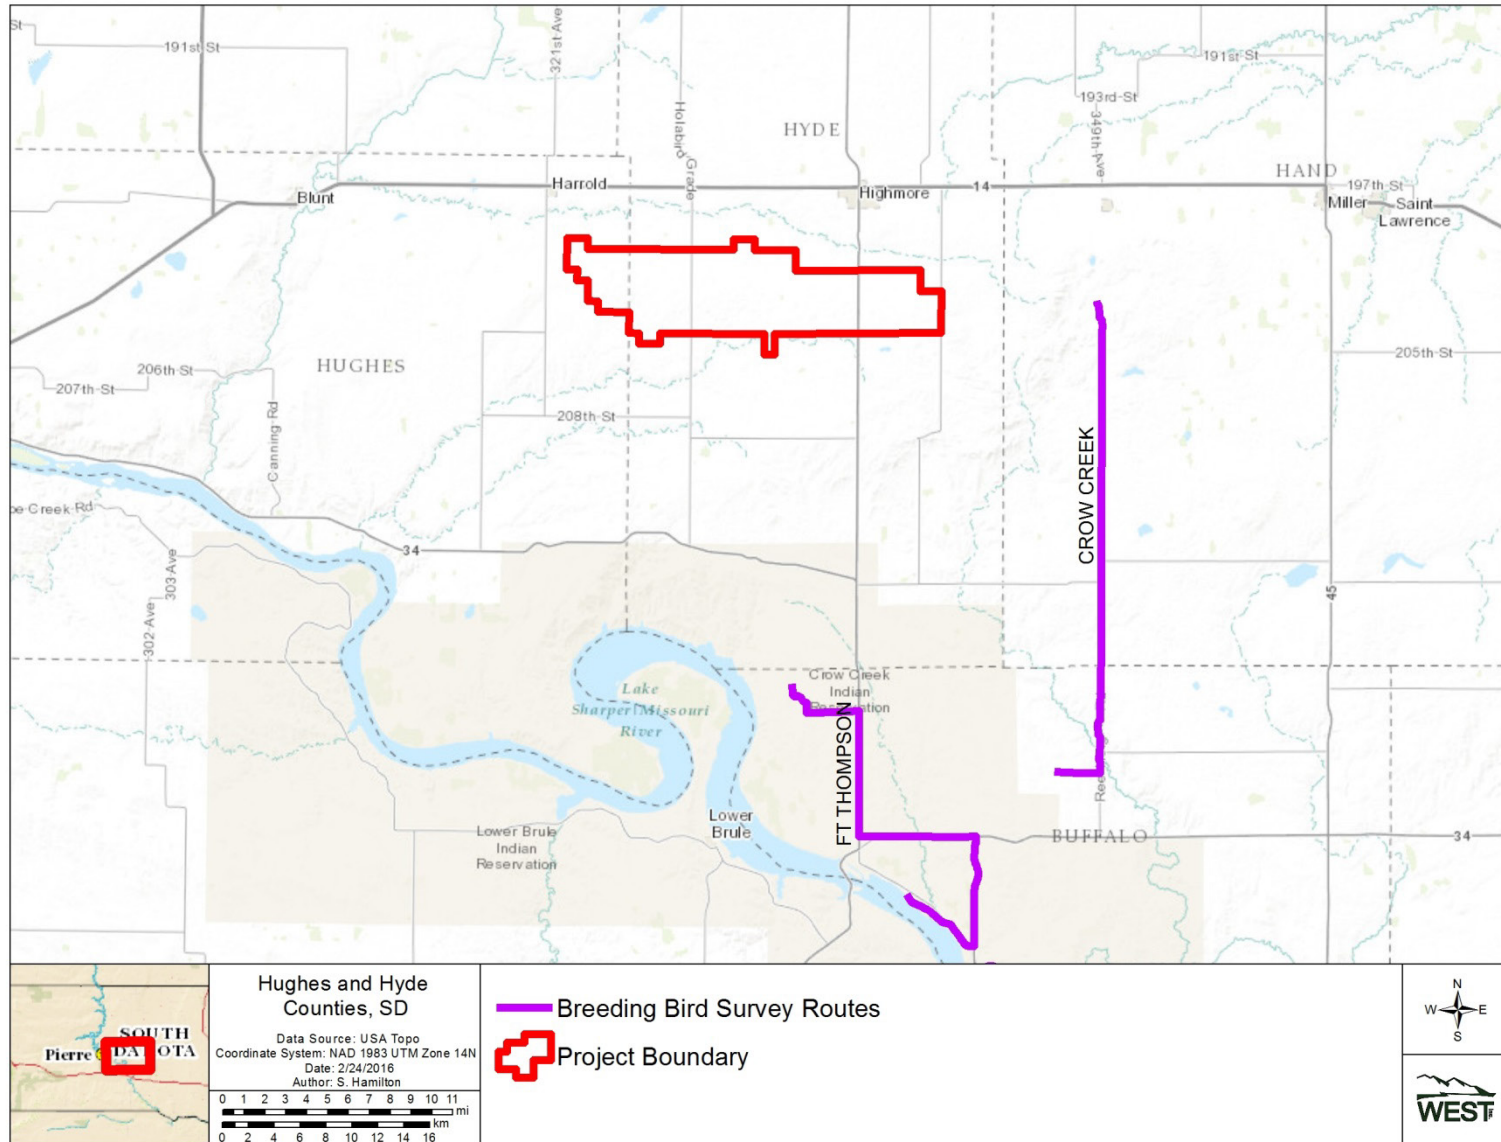 St
191st St
321st Ave
191st St
193rd St
349th Ave
Holabird Grade
HYDE
HAND
Blunt
Harrold
Highmore
14
197th St
Miller
Saint
Lawrence
HUGHES
206th St
207th St
205th St
208th St
Canning Rd
CROW CREEK
Creek Rd
34
303 Ave
302 Ave
45
Crow Creek
Indian
Lake
Sharpe/Missouri
River
FT THOMPSON
Lower
Brule
Lower Brule
Indian
Reservation
BUFFALO
34
Hughes and Hyde
Counties, SD
Data Source: USA Topo
Coordinate System: NAD 1983 UTM Zone 14N
Date: 2/24/2016
Author: S. Hamilton
0 1 2 3 4 5 6 7 8 9 10 11
mi
km
0 2 4 6 8 10 12 14 16
SOUTH
Pierre
Breeding Bird Survey Routes
Project Boundary
N
W E
S
WEST